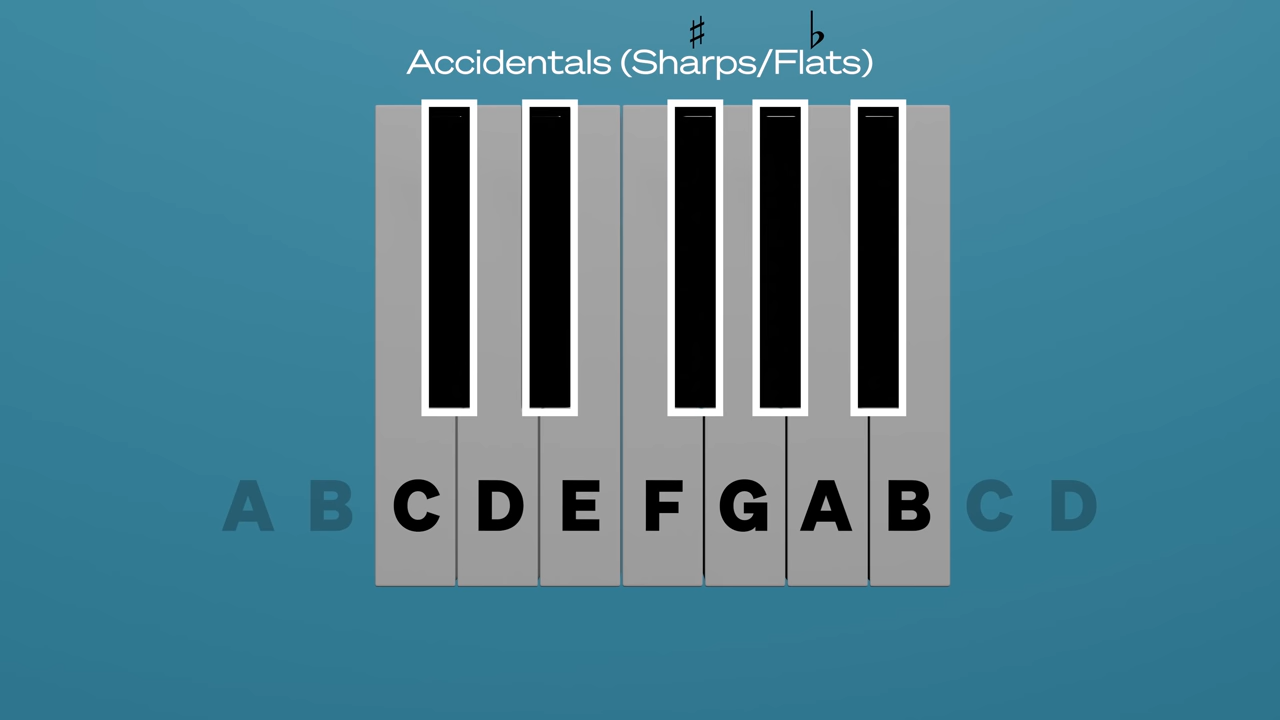 ♯ ♭
Accidentals (Sharps/Flats)
A B C D E F G A B C D